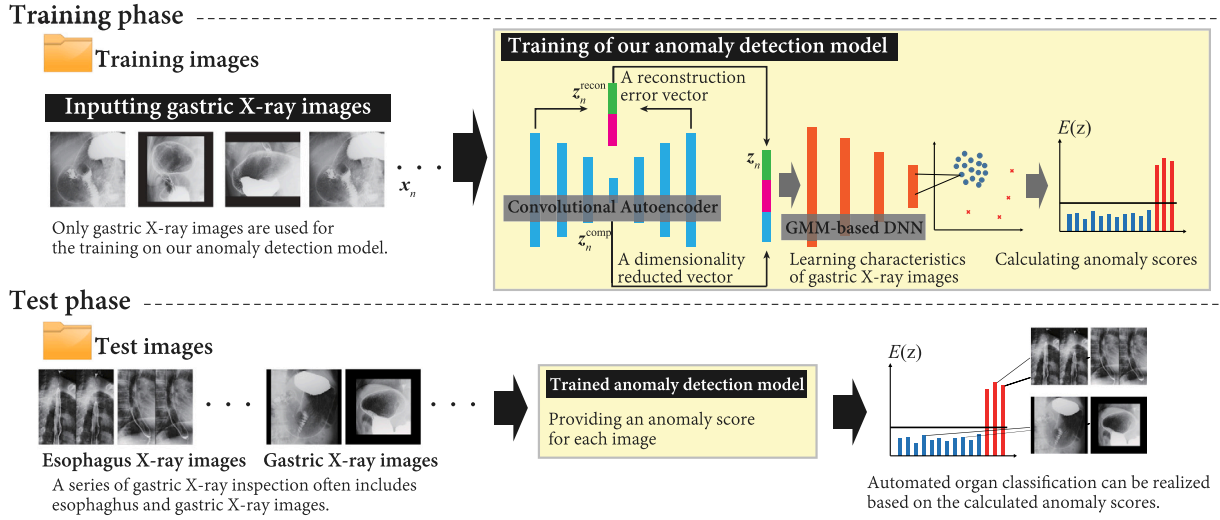 Training phase
Training images
Inputting gastric X-ray images
x_n
Only gastric X-ray images are used for
the training on our anomaly detection model.
Training of our anomaly detection model
z_n^recon
A reconstruction
error vector
Convolutional Autoencoder
z_n^comp
A dimensionality
reducted vector
z_n
GMM-based DNN
Learning characteristics
of gastric X-ray images
E(z)
Calculating anomaly scores
Test phase
Test images
Esophagus X-ray images
Gastric X-ray images
A series of gastric X-ray inspection often includes
esophaghus and gastric X-ray images.
Trained anomaly detection model
Providing an anomaly score
for each image
E(z)
Automated organ classification can be realized
based on the calculated anomaly scores.